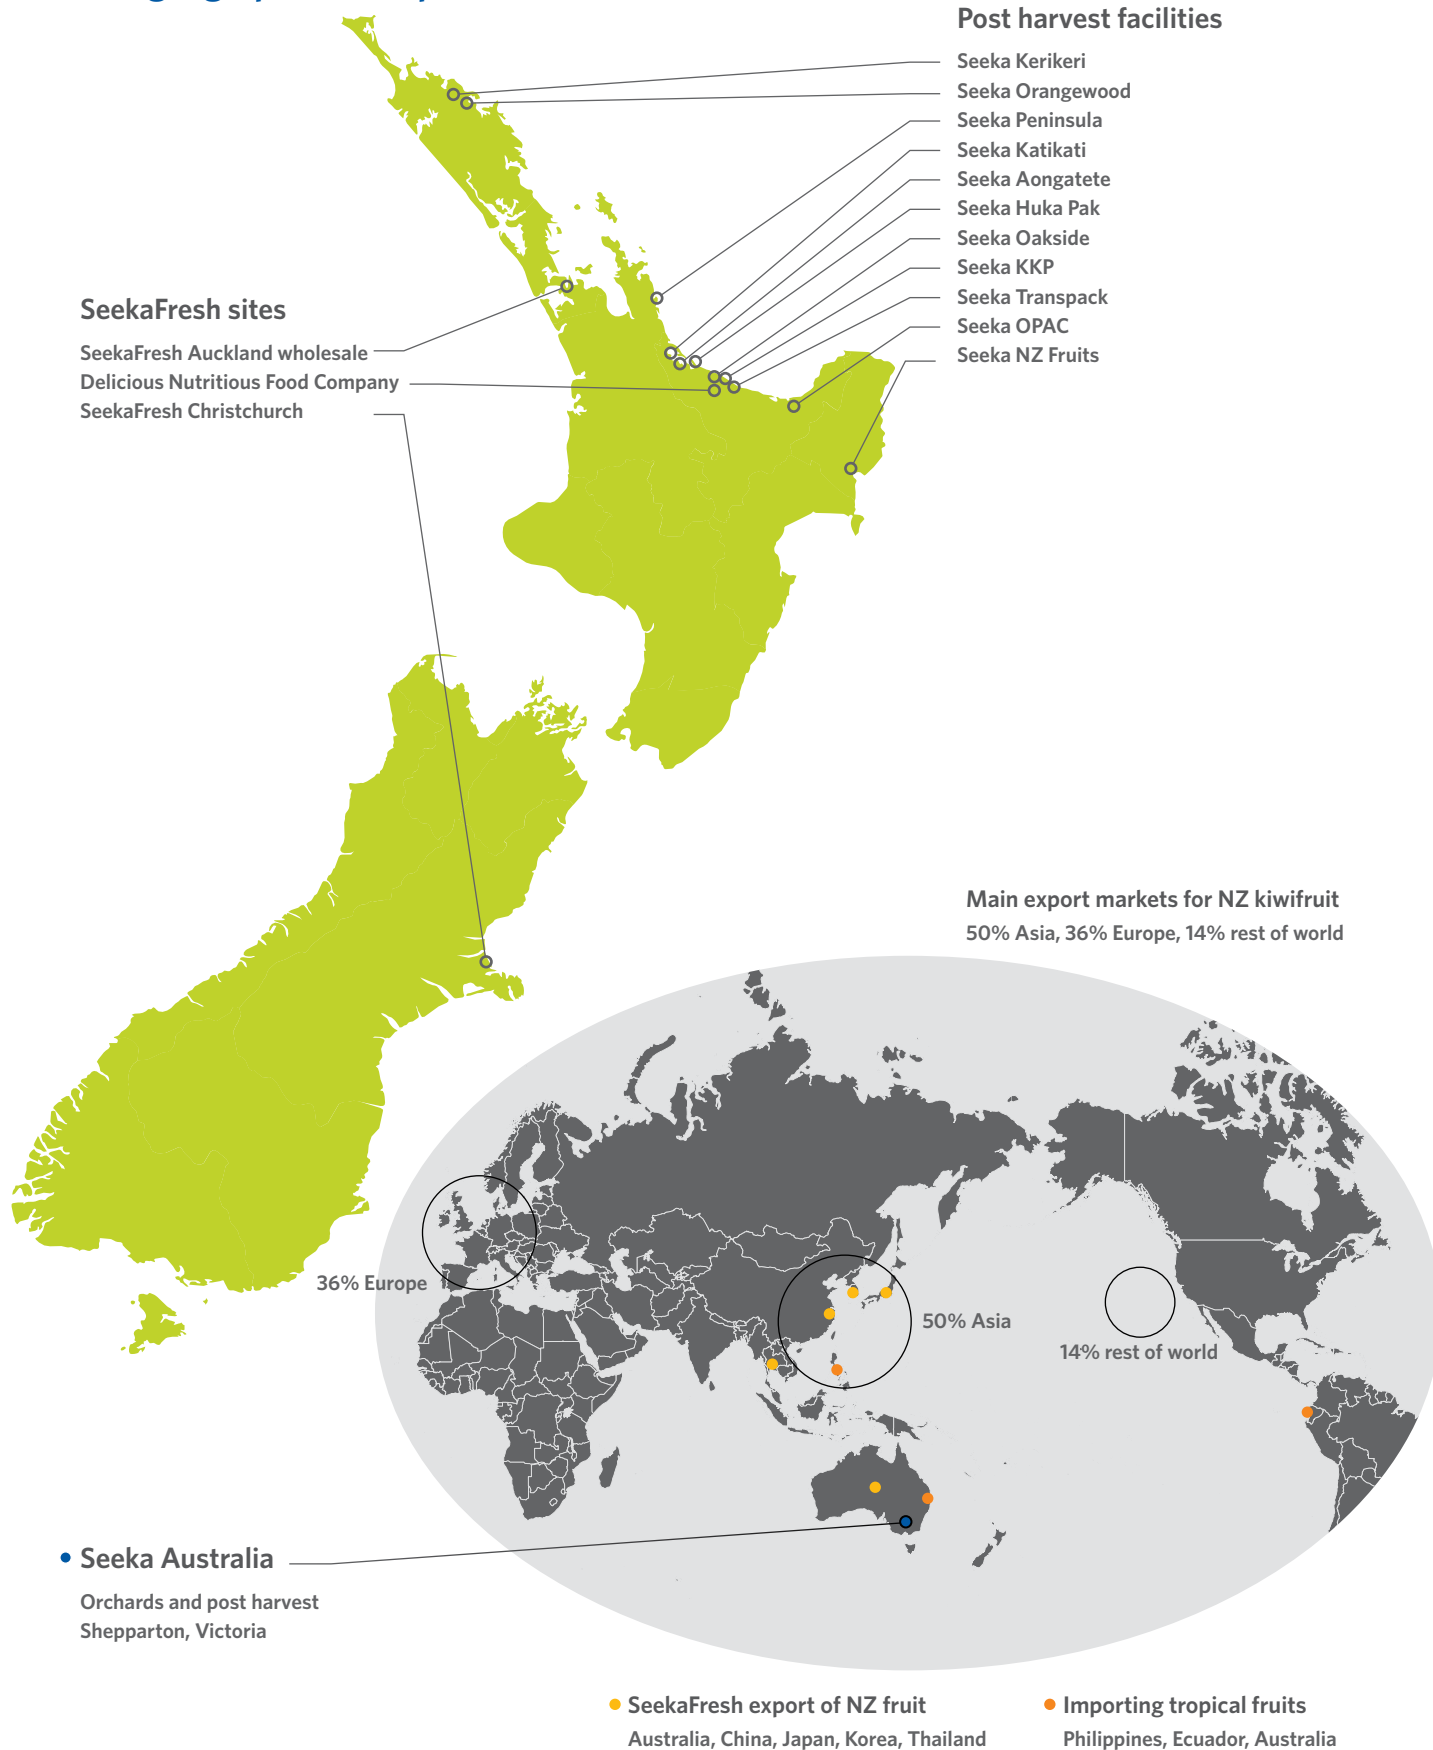 Post harvest facilities
Seeka Kerikeri
Seeka Orangewood
Seeka Peninsula
Seeka Katikati
Seeka Aongatete
Seeka Huka Pak
Seeka Oakside
Seeka KKP
Seeka Transpack
Seeka OPAC
Seeka NZ Fruits
SeekaFresh sites
SeekaFresh Auckland wholesale
Delicious Nutritious Food Company
SeekaFresh Christchurch
Main export markets for NZ kiwifruit
50% Asia, 36% Europe, 14% rest of world
36% Europe
50% Asia
14% rest of world
Seeka Australia
Orchards and post harvest
Shepparton, Victoria
SeekaFresh export of NZ fruit
Australia, China, Japan, Korea, Thailand
Importing tropical fruits
Philippines, Ecuador, Australia